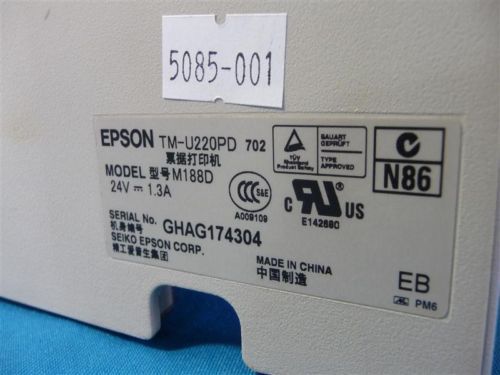 5085-001
EPSON TM-U220PD 702
票据打印机
MODEL 型号 M188D
24V ⎓ 1.3A
SERIAL No. GHAG174304
机身编号
SEIKO EPSON CORP.
精工爱普生集团
TÜV
Rheinland
Product Safety
BAUART
GEPRÜFT
TYPE
APPROVED
N86
CCC S&E
A009109
c RU US
E142680
MADE IN CHINA
中国制造
EB
PM6